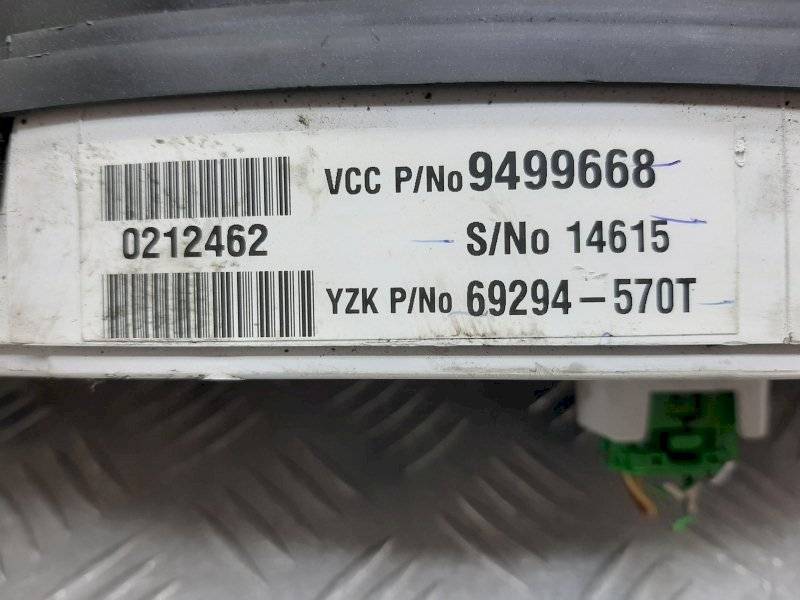 VCC P/No 9499668
0212462
S/No 14615
YZK P/No 69294-570T